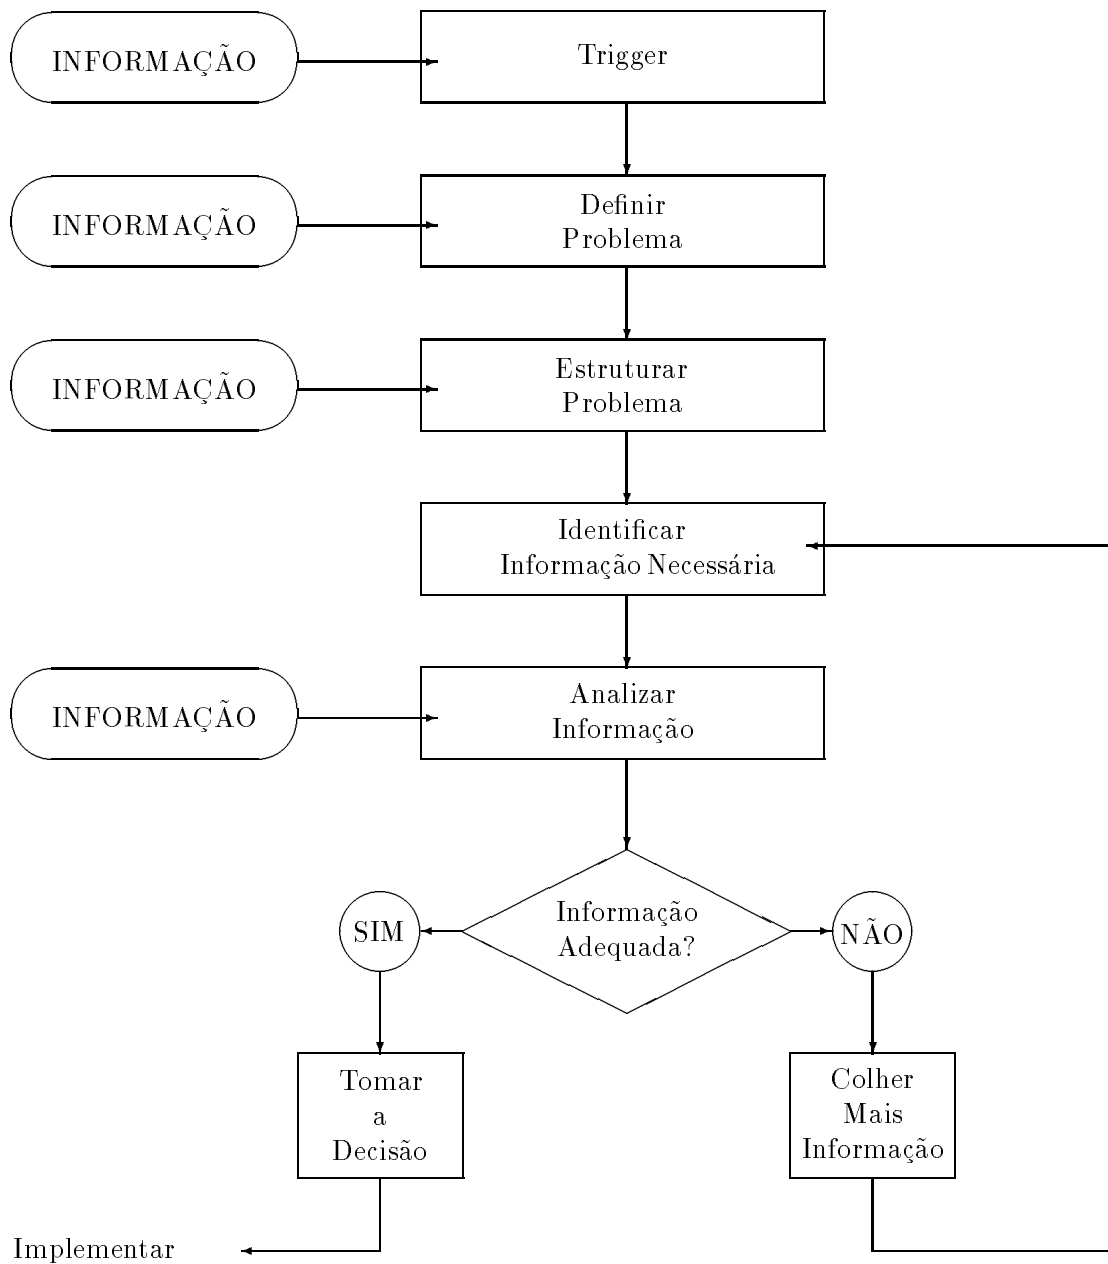 INFORMAÇÃO
Trigger
INFORMAÇÃO
Definir
Problema
INFORMAÇÃO
Estruturar
Problema
Identificar
Informação Necessária
INFORMAÇÃO
Analizar
Informação
Informação
Adequada?
SIM
NÃO
Tomar
a
Decisão
Colher
Mais
Informação
Implementar